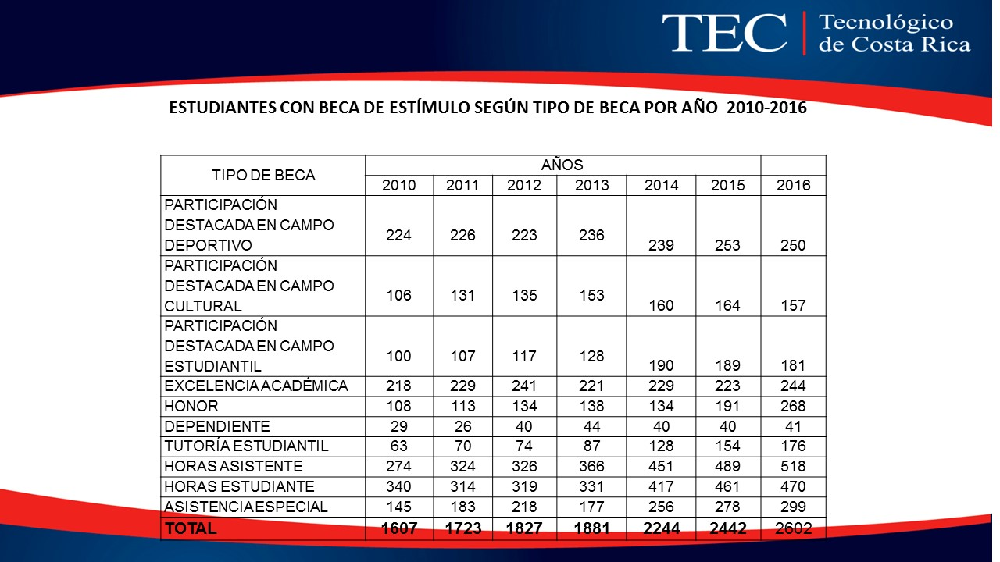 TEC
Tecnológico
de Costa Rica
ESTUDIANTES CON BECA DE ESTÍMULO SEGÚN TIPO DE BECA POR AÑO 2010-2016
TIPO DE BECA AÑOS
2010 2011 2012 2013 2014 2015 2016
PARTICIPACIÓN
DESTACADA EN CAMPO
DEPORTIVO 224 226 223 236 239 253 250
PARTICIPACIÓN
DESTACADA EN CAMPO
CULTURAL 106 131 135 153 160 164 157
PARTICIPACIÓN
DESTACADA EN CAMPO
ESTUDIANTIL 100 107 117 128 190 189 181
EXCELENCIA ACADÉMICA 218 229 241 221 229 223 244
HONOR 108 113 134 138 134 191 268
DEPENDIENTE 29 26 40 44 40 40 41
TUTORÍA ESTUDIANTIL 63 70 74 87 128 154 176
HORAS ASISTENTE 274 324 326 366 451 489 518
HORAS ESTUDIANTE 340 314 319 331 417 461 470
ASISTENCIA ESPECIAL 145 183 218 177 256 278 299
TOTAL 1607 1723 1827 1881 2244 2442 2602